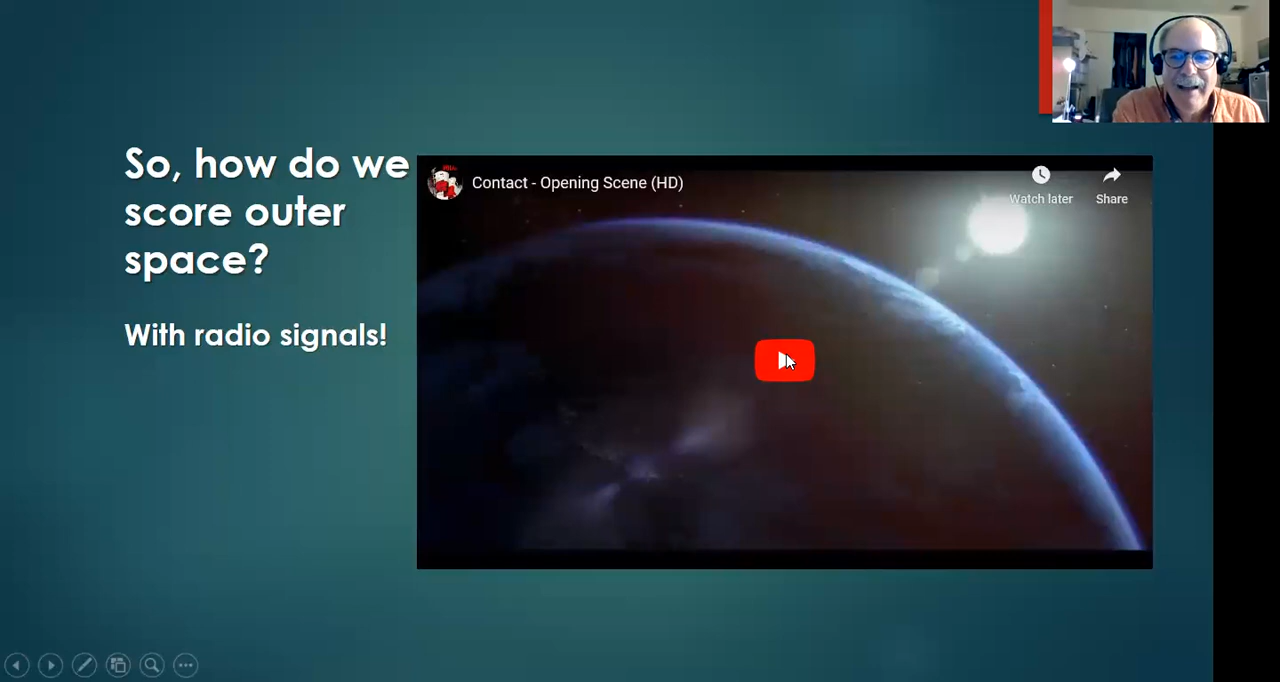 So, how do we
score outer
space?
With radio signals!
Contact - Opening Scene (HD)
Watch later
Share